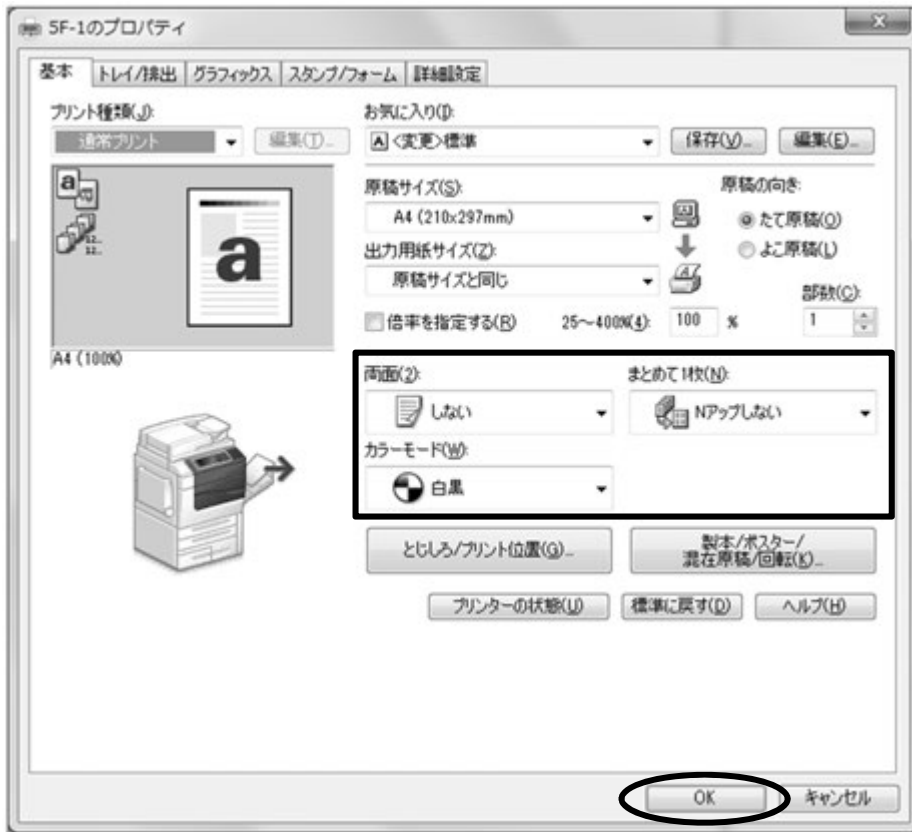 5F-1のプロパティ
基本 トレイ/排出 グラフィックス スタンプ/フォーム 詳細設定
プリント種類(J):
通常プリント 編集(T)...
a
12..
12..
a
A4 (100%)
お気に入り(I):
A <変更>標準 保存(V)... 編集(E)...
原稿サイズ(S):
A4 (210x297mm)
原稿の向き:
たて原稿(O)
よこ原稿(L)
出力用紙サイズ(Z):
原稿サイズと同じ
部数(C):
倍率を指定する(R) 25~400%(4): 100 % 1
両面(2): まとめて1枚(N):
しない Nアップしない
カラーモード(W):
白黒
とじしろ/プリント位置(G)...
製本/ポスター/
混在原稿/回転(K)...
プリンターの状態(U) 標準に戻す(D) ヘルプ(H)
OK キャンセル